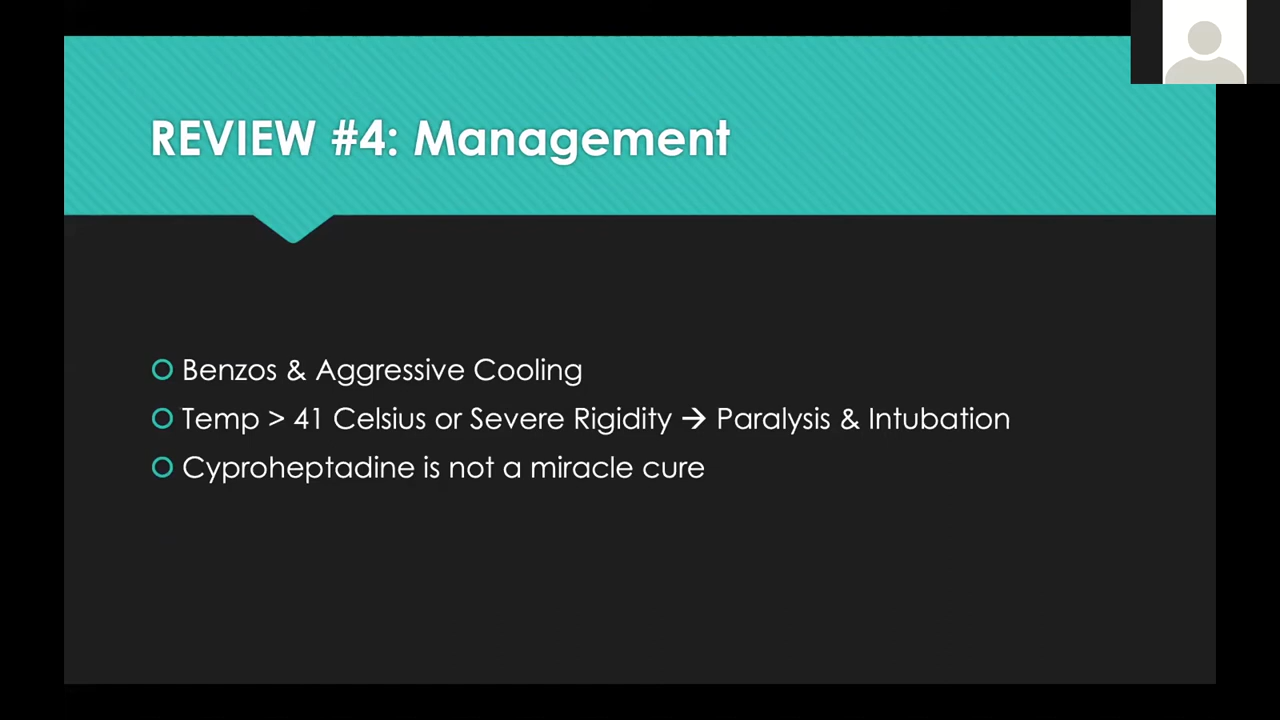 REVIEW #4: Management
Benzos & Aggressive Cooling
Temp > 41 Celsius or Severe Rigidity → Paralysis & Intubation
Cyproheptadine is not a miracle cure